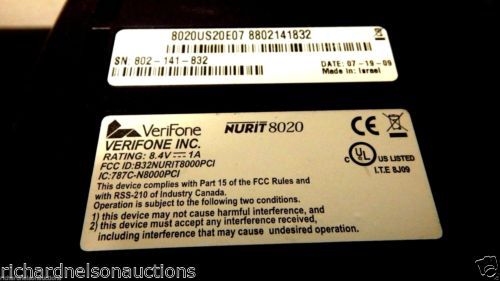 8020US20E07 8802141832
SN 802-141-832
DATE: 07-19-09
Made in: Israel
VeriFone NURIT 8020
VERIFONE INC.
RATING: 8.4V 1A
FCC ID:B32NURIT8000PCI
IC:787C-N8000PCI
CE
C UL US LISTED
I.T.E 8J09
This device complies with Part 15 of the FCC Rules and
with RSS-210 of Industry Canada.
Operation is subject to the following two conditions.
1) this device may not cause harmful interference, and
2) this device must accept any interference received,
including interference that may cause undesired operation.
richardnelsonauctions